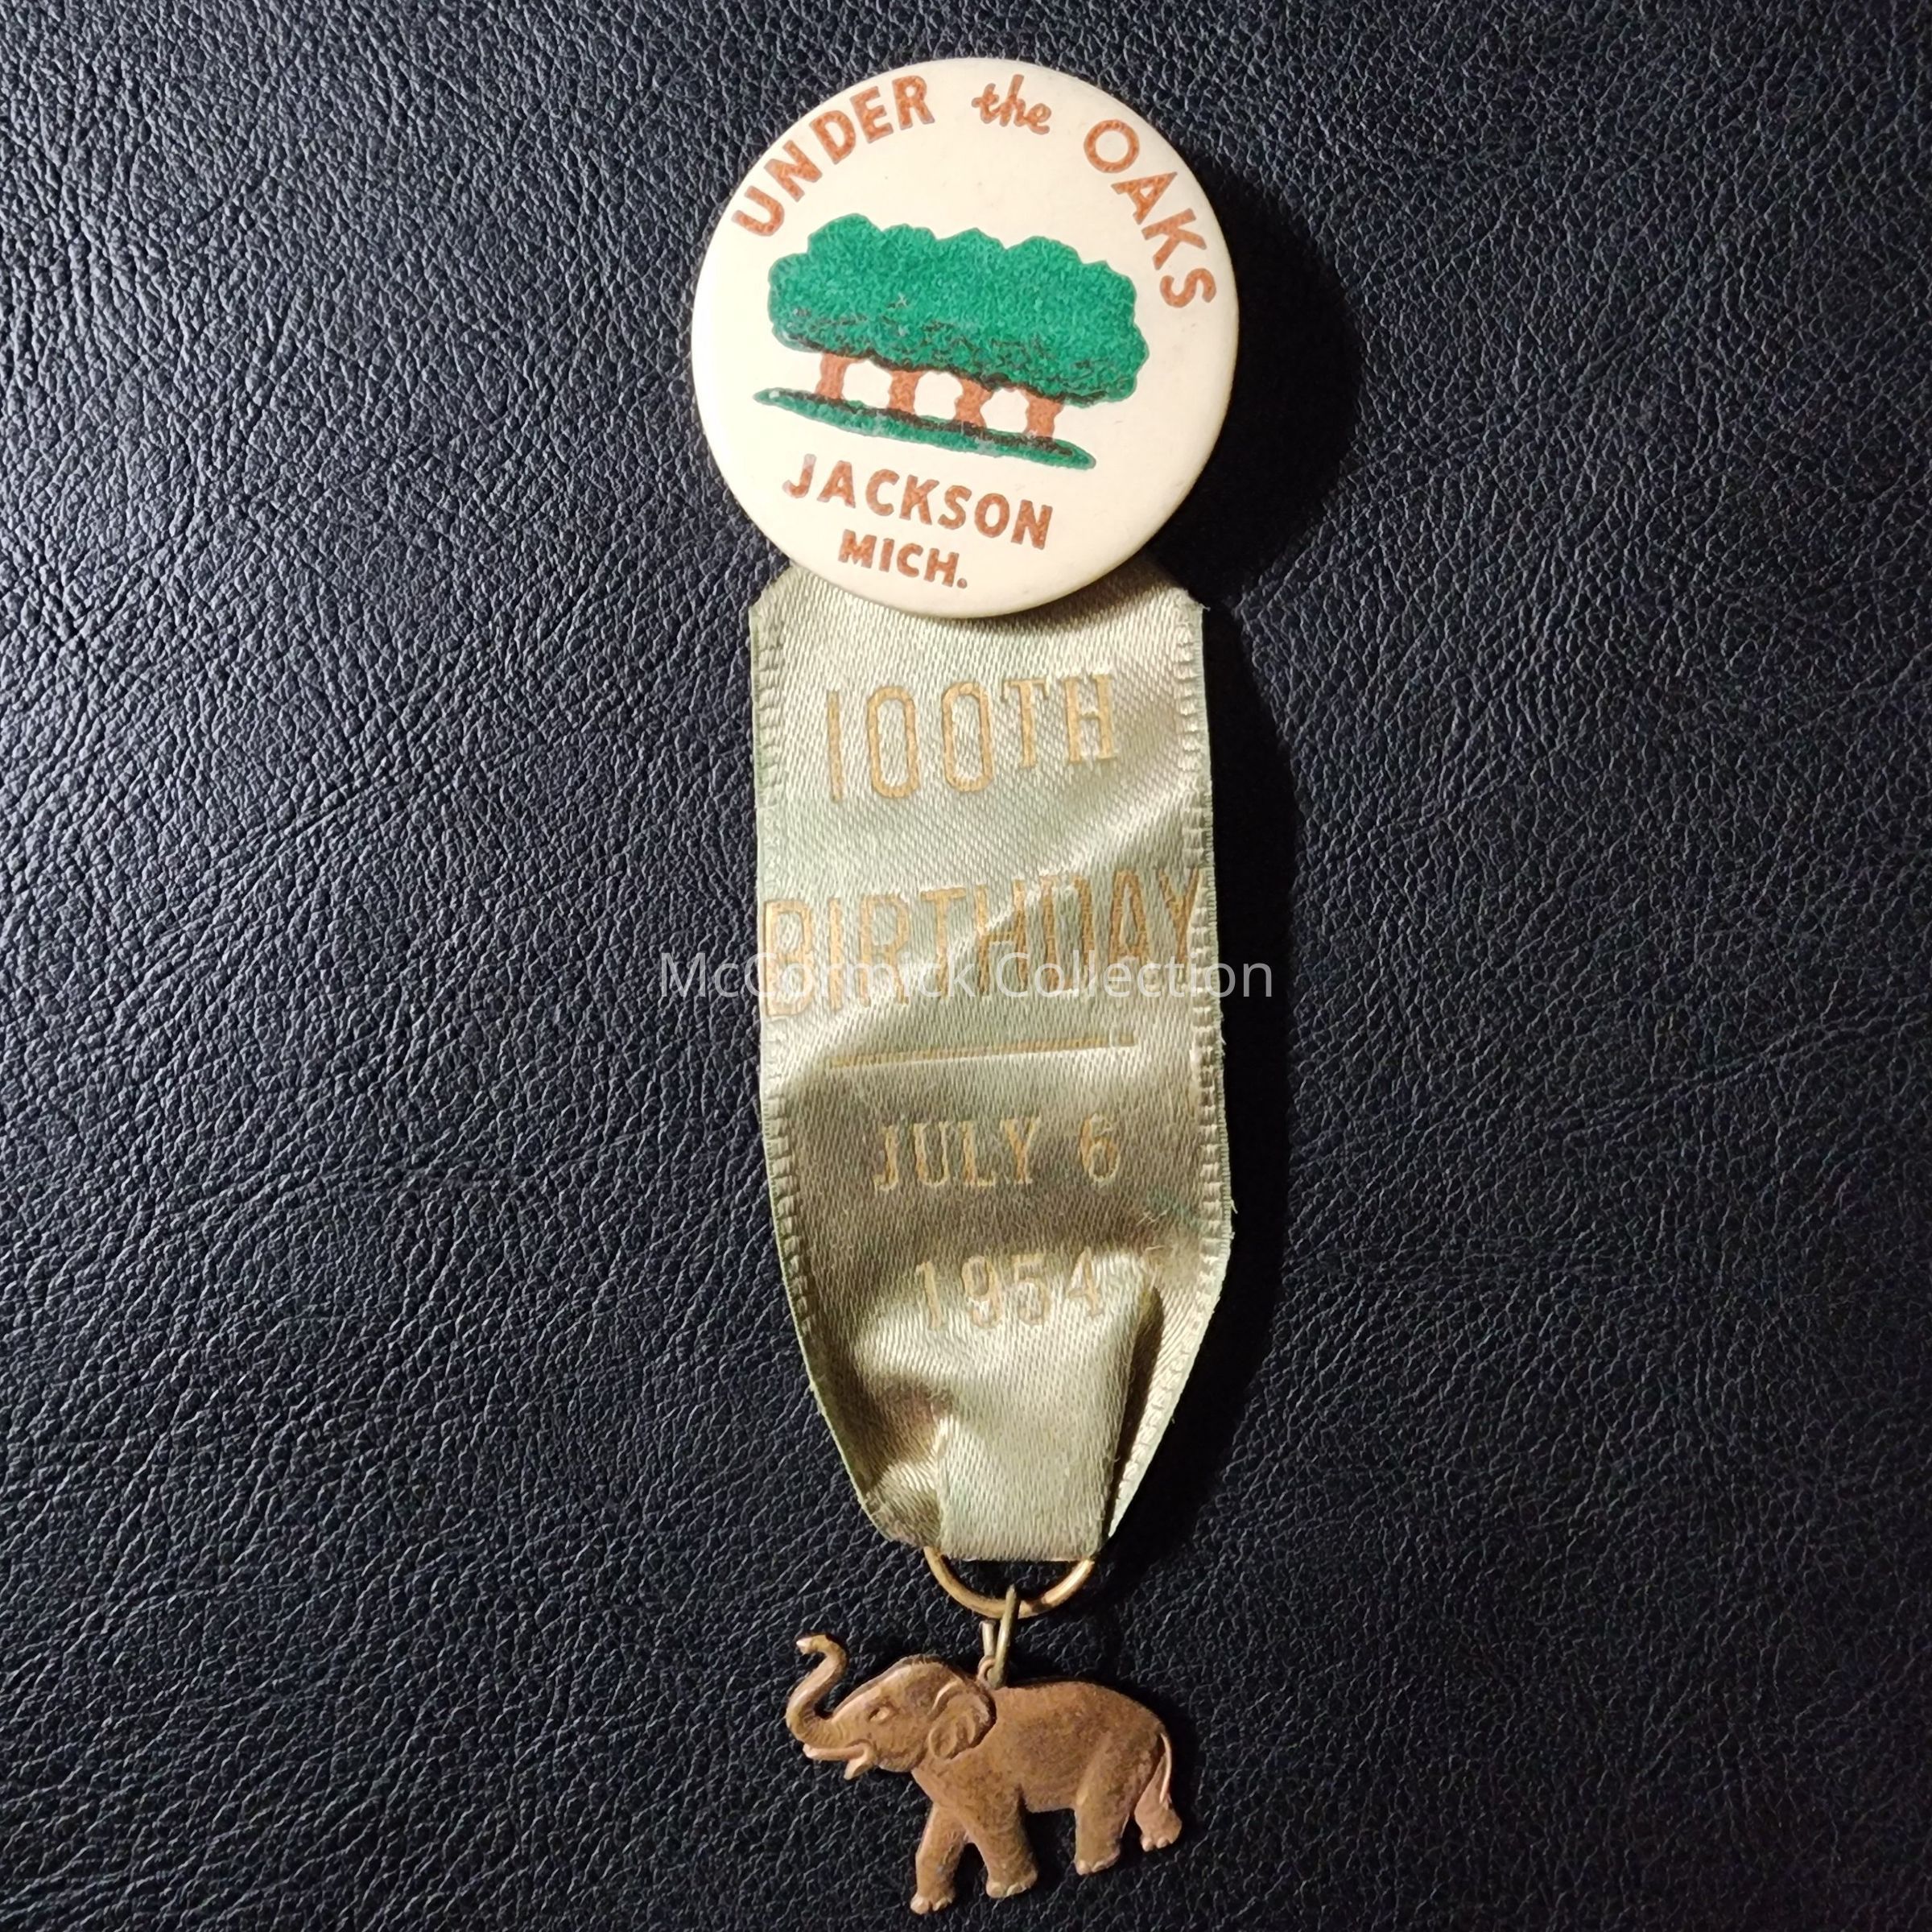 UNDER the OAKS
JACKSON
MICH.
100TH
BIRTHDAY
McCormick Collection
JULY 6
1954